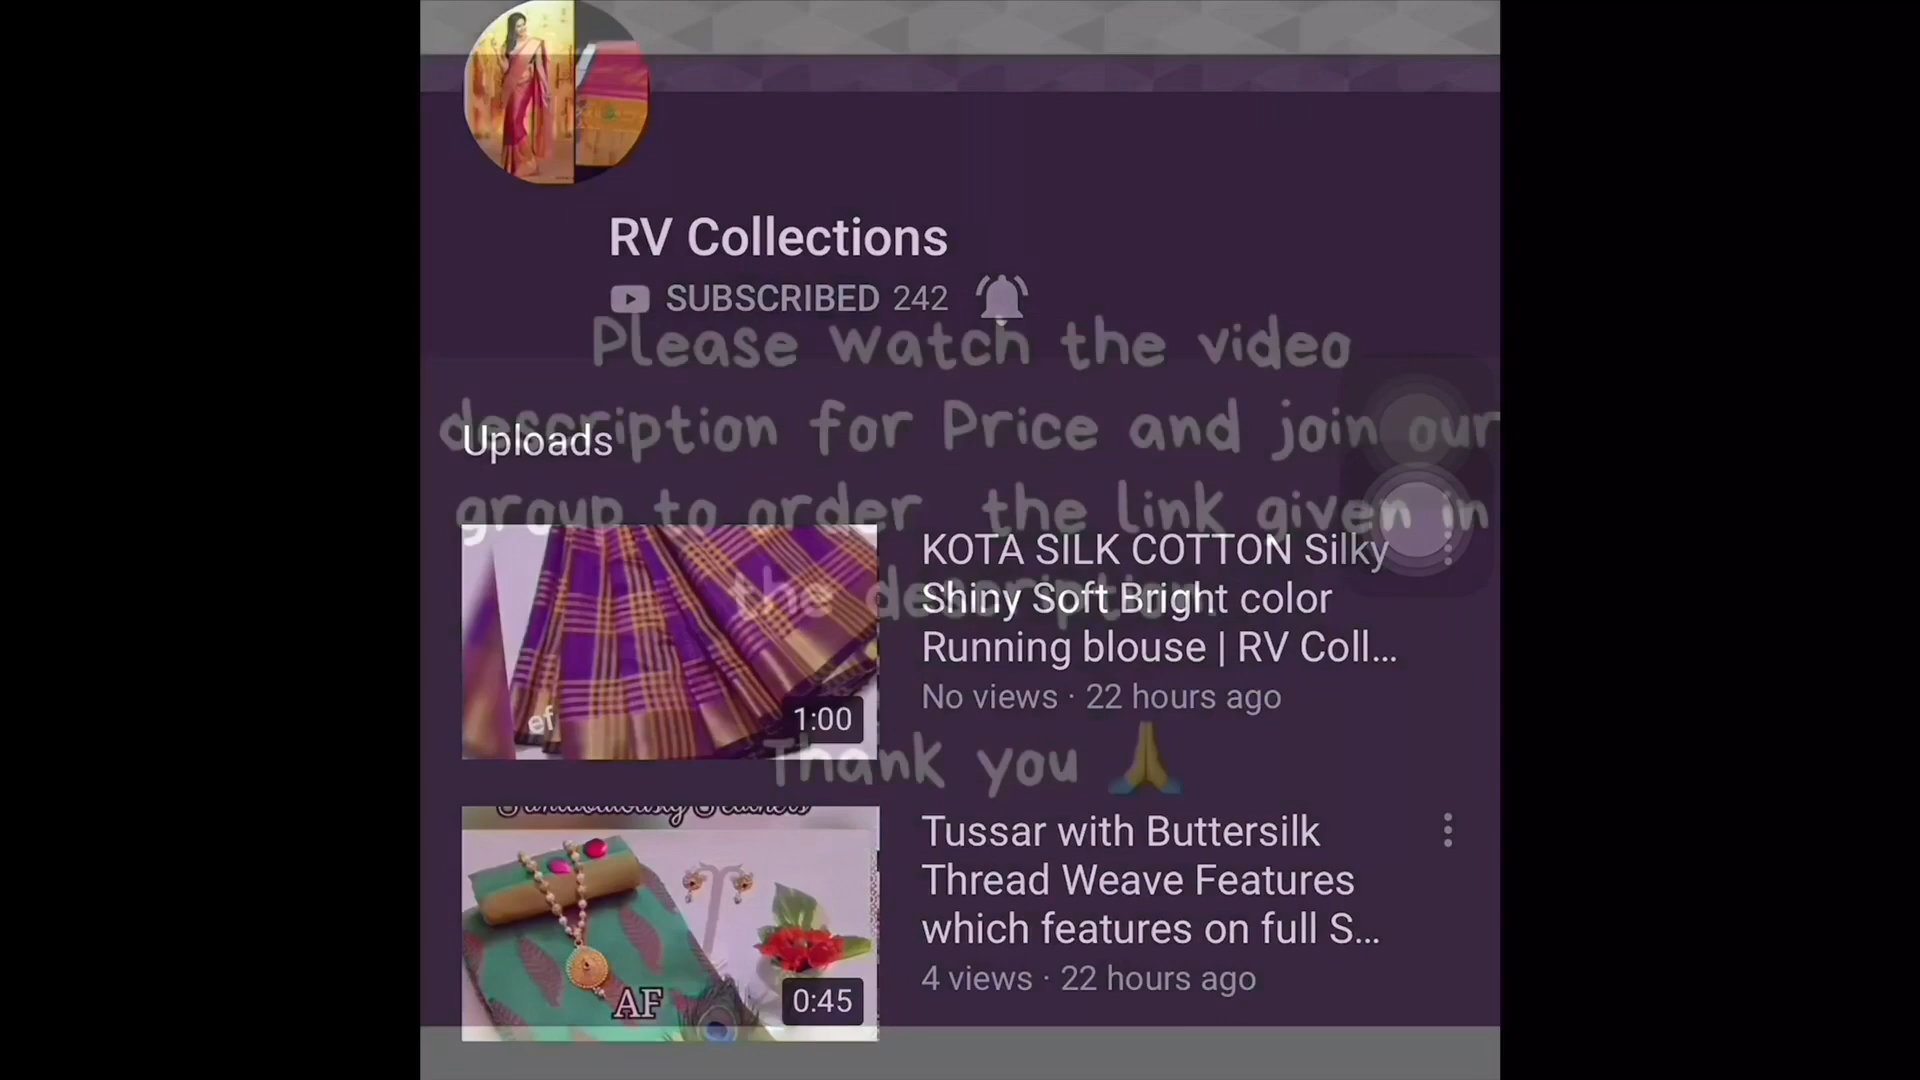 RV Collections
SUBSCRIBED 242
Please watch the video
description for Price and join our
group to order the link given in
the description.
Thank you 🙏
Uploads
KOTA SILK COTTON Silky
Shiny Soft Bright color
Running blouse | RV Coll...
No views · 22 hours ago
ef
1:00
Tussar with Buttersilk
Thread Weave Features
which features on full S...
4 views · 22 hours ago
AF
0:45